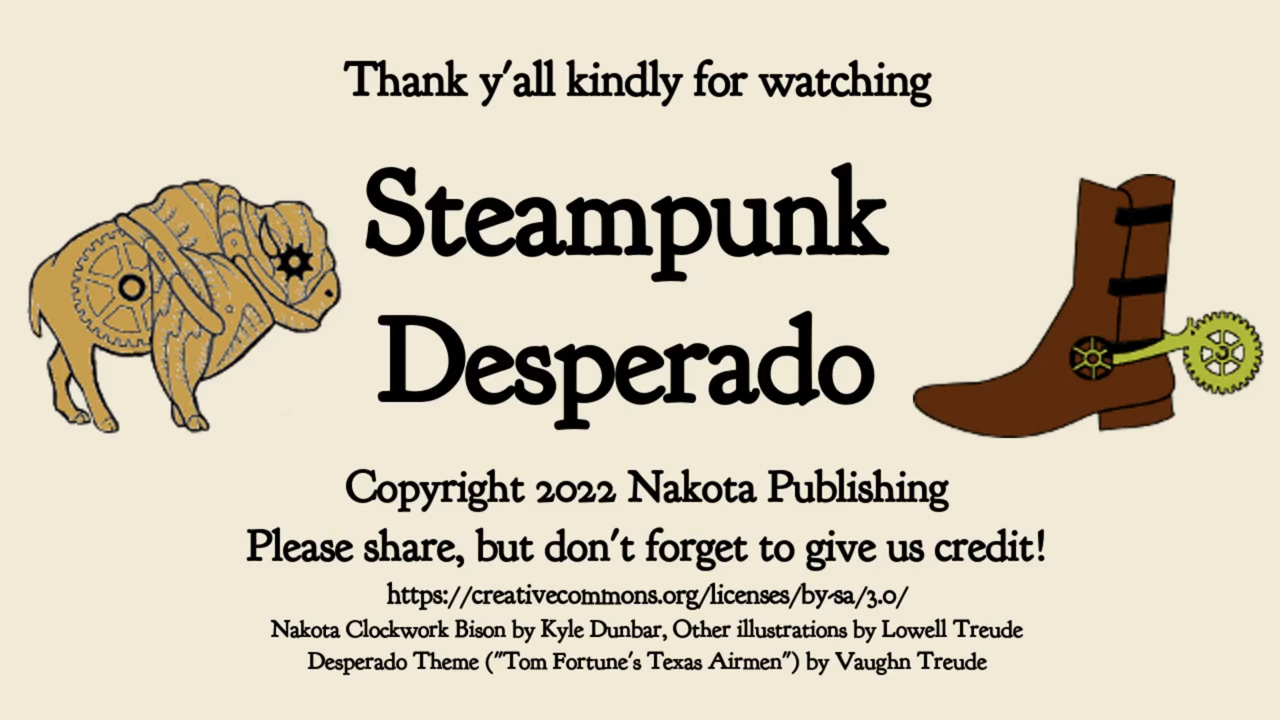 Thank y'all kindly for watching
Steampunk
Desperado
Copyright 2022 Nakota Publishing
Please share, but don't forget to give us credit!
https://creativecommons.org/licenses/by-sa/3.0/
Nakota Clockwork Bison by Kyle Dunbar, Other illustrations by Lowell Treude
Desperado Theme ("Tom Fortune's Texas Airmen") by Vaughn Treude